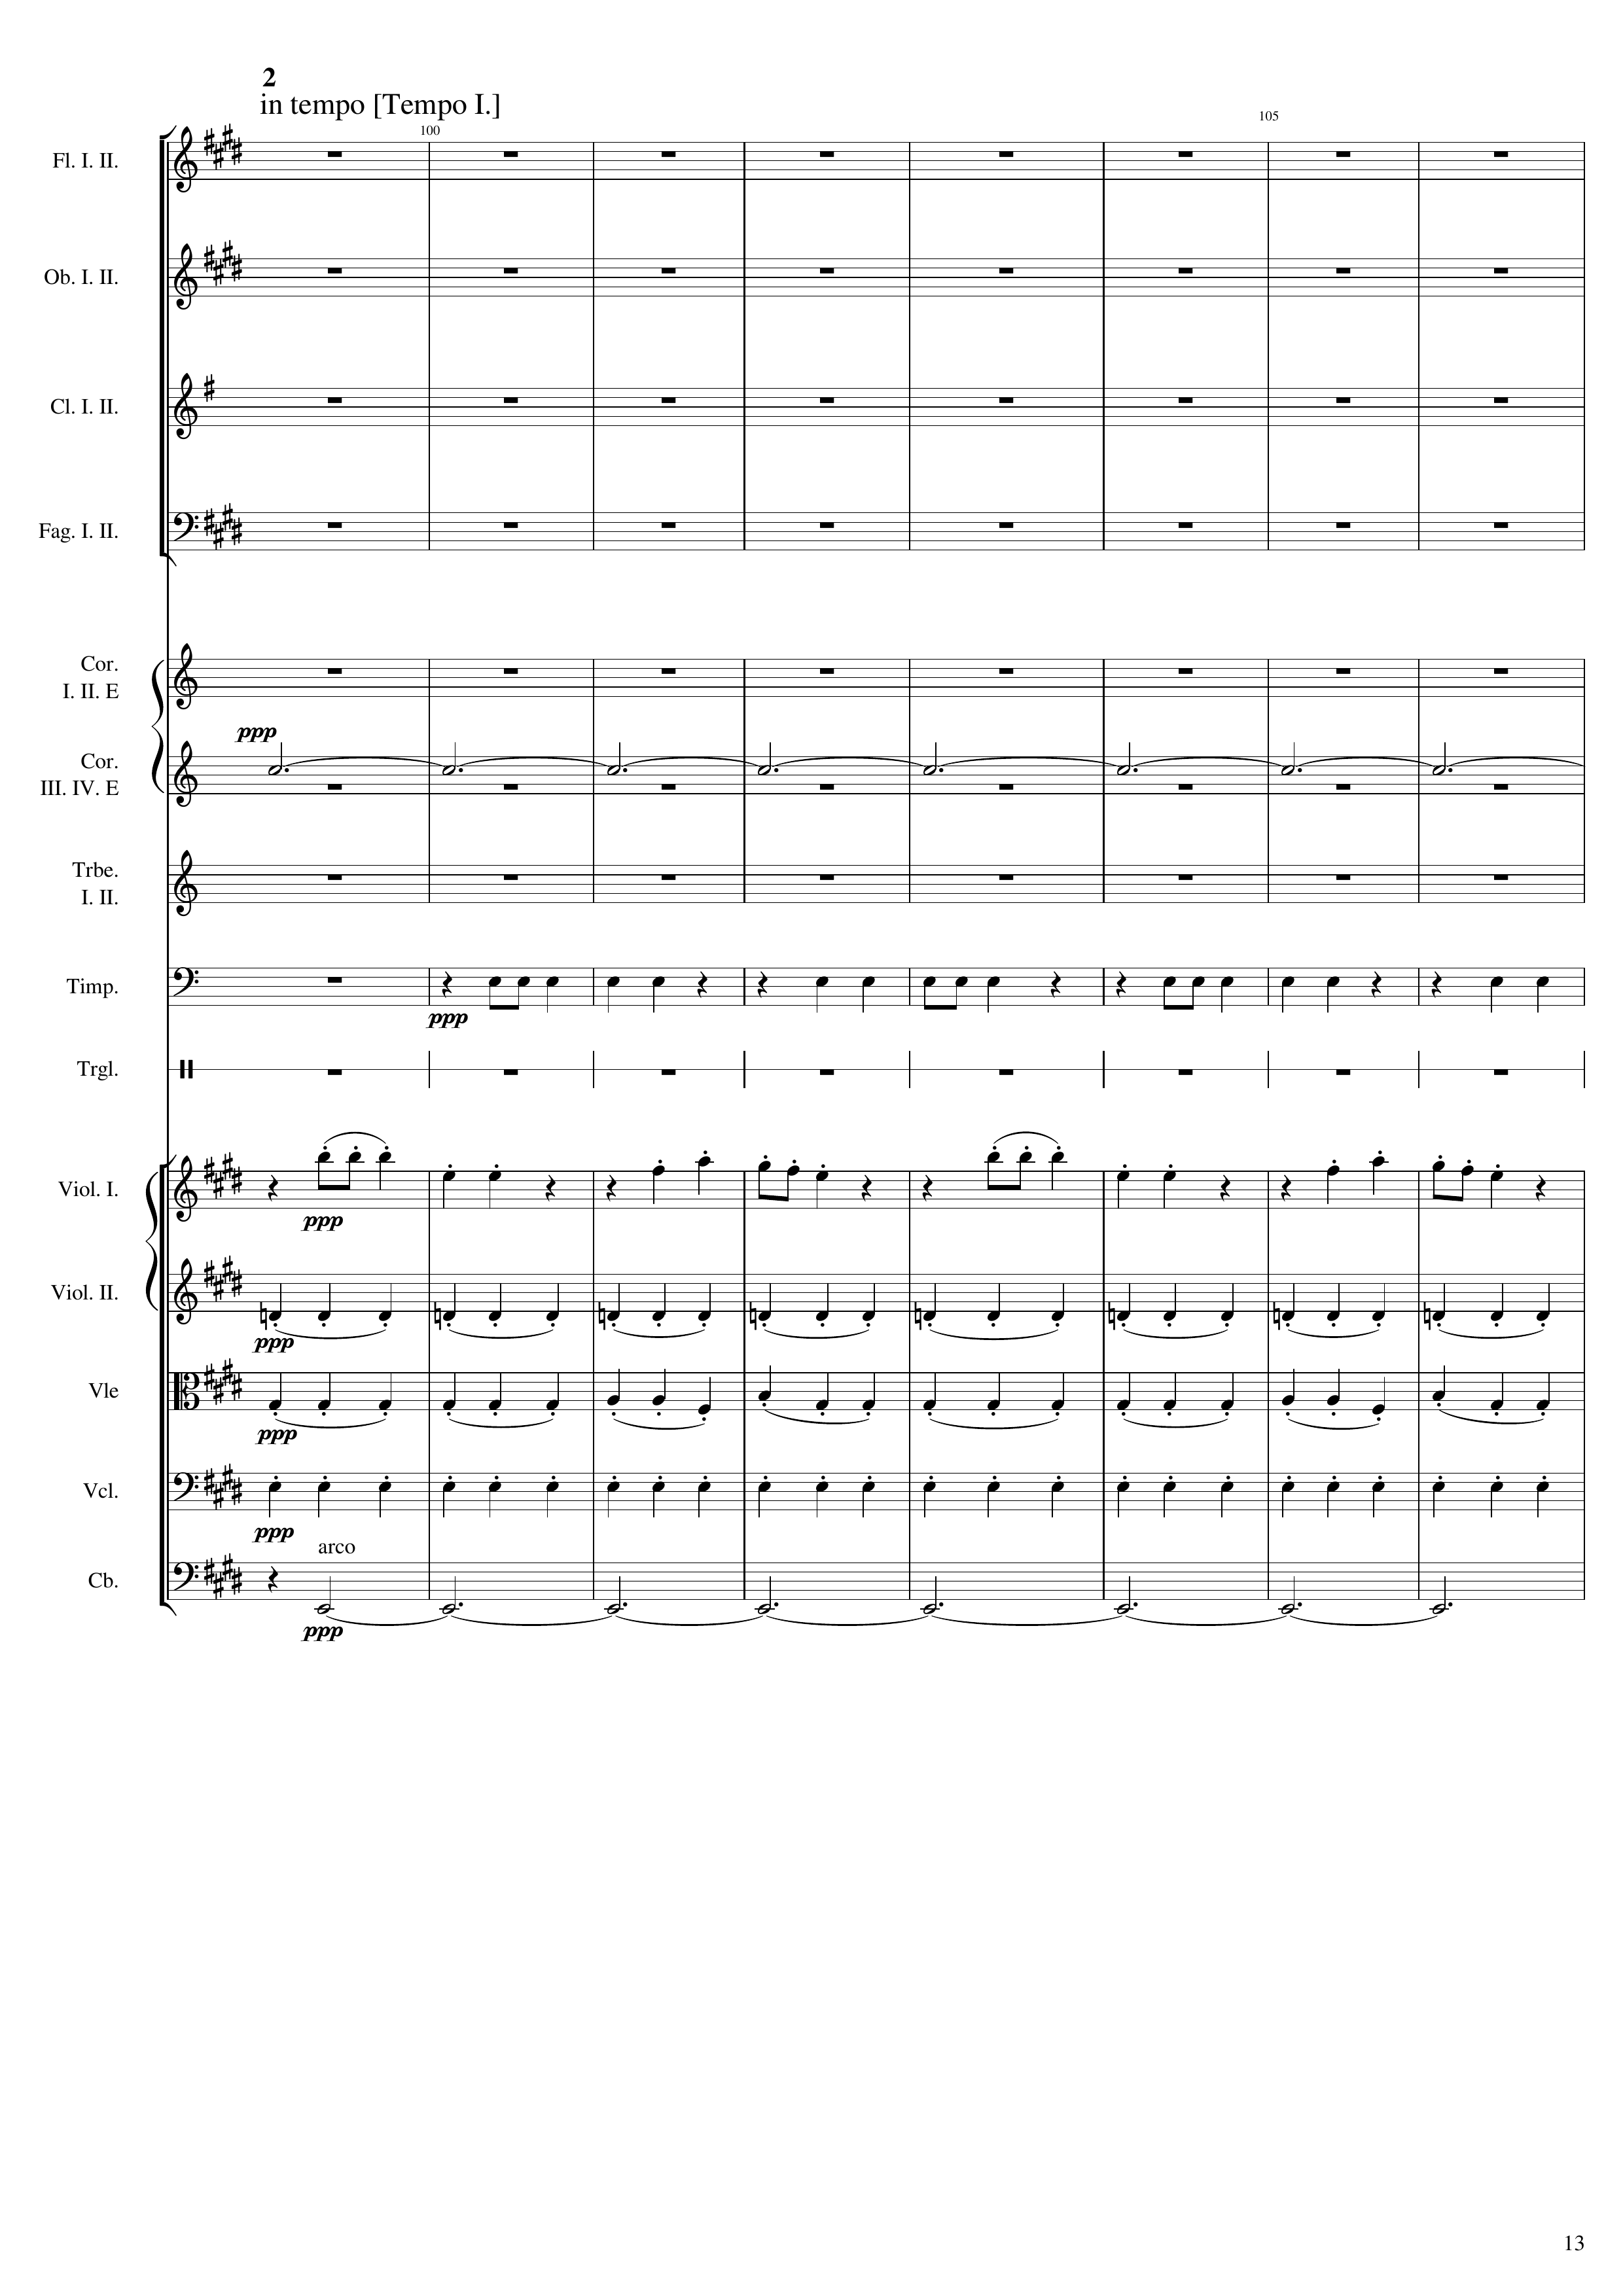 2
in tempo [Tempo I.]
100
105
Fl. I. II.
Ob. I. II.
Cl. I. II.
Fag. I. II.
Cor.
I. II. E
ppp
Cor.
III. IV. E
Trbe.
I. II.
Timp.
ppp
Trgl.
Viol. I.
ppp
Viol. II.
ppp
Vle
ppp
Vcl.
ppp
arco
Cb.
ppp
13